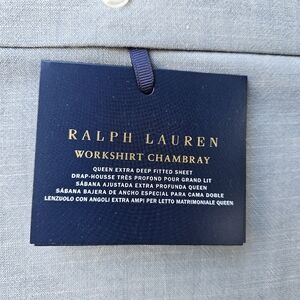 RALPH LAUREN
WORKSHIRT CHAMBRAY
QUEEN EXTRA DEEP FITTED SHEET
DRAP-HOUSSE TRÈS PROFOND POUR GRAND LIT
SÁBANA AJUSTADA EXTRA PROFUNDA QUEEN
SÁBANA BAJERA DE ANCHO ESPECIAL PARA CAMA DOBLE
LENZUOLO CON ANGOLI EXTRA AMPI PER LETTO MATRIMONIALE QUEEN